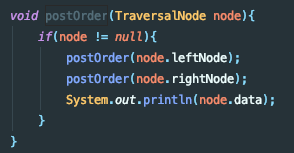 void postOrder(TraversalNode node){
if(node != null){
postOrder(node.leftNode);
postOrder(node.rightNode);
System.out.println(node.data);
}
}